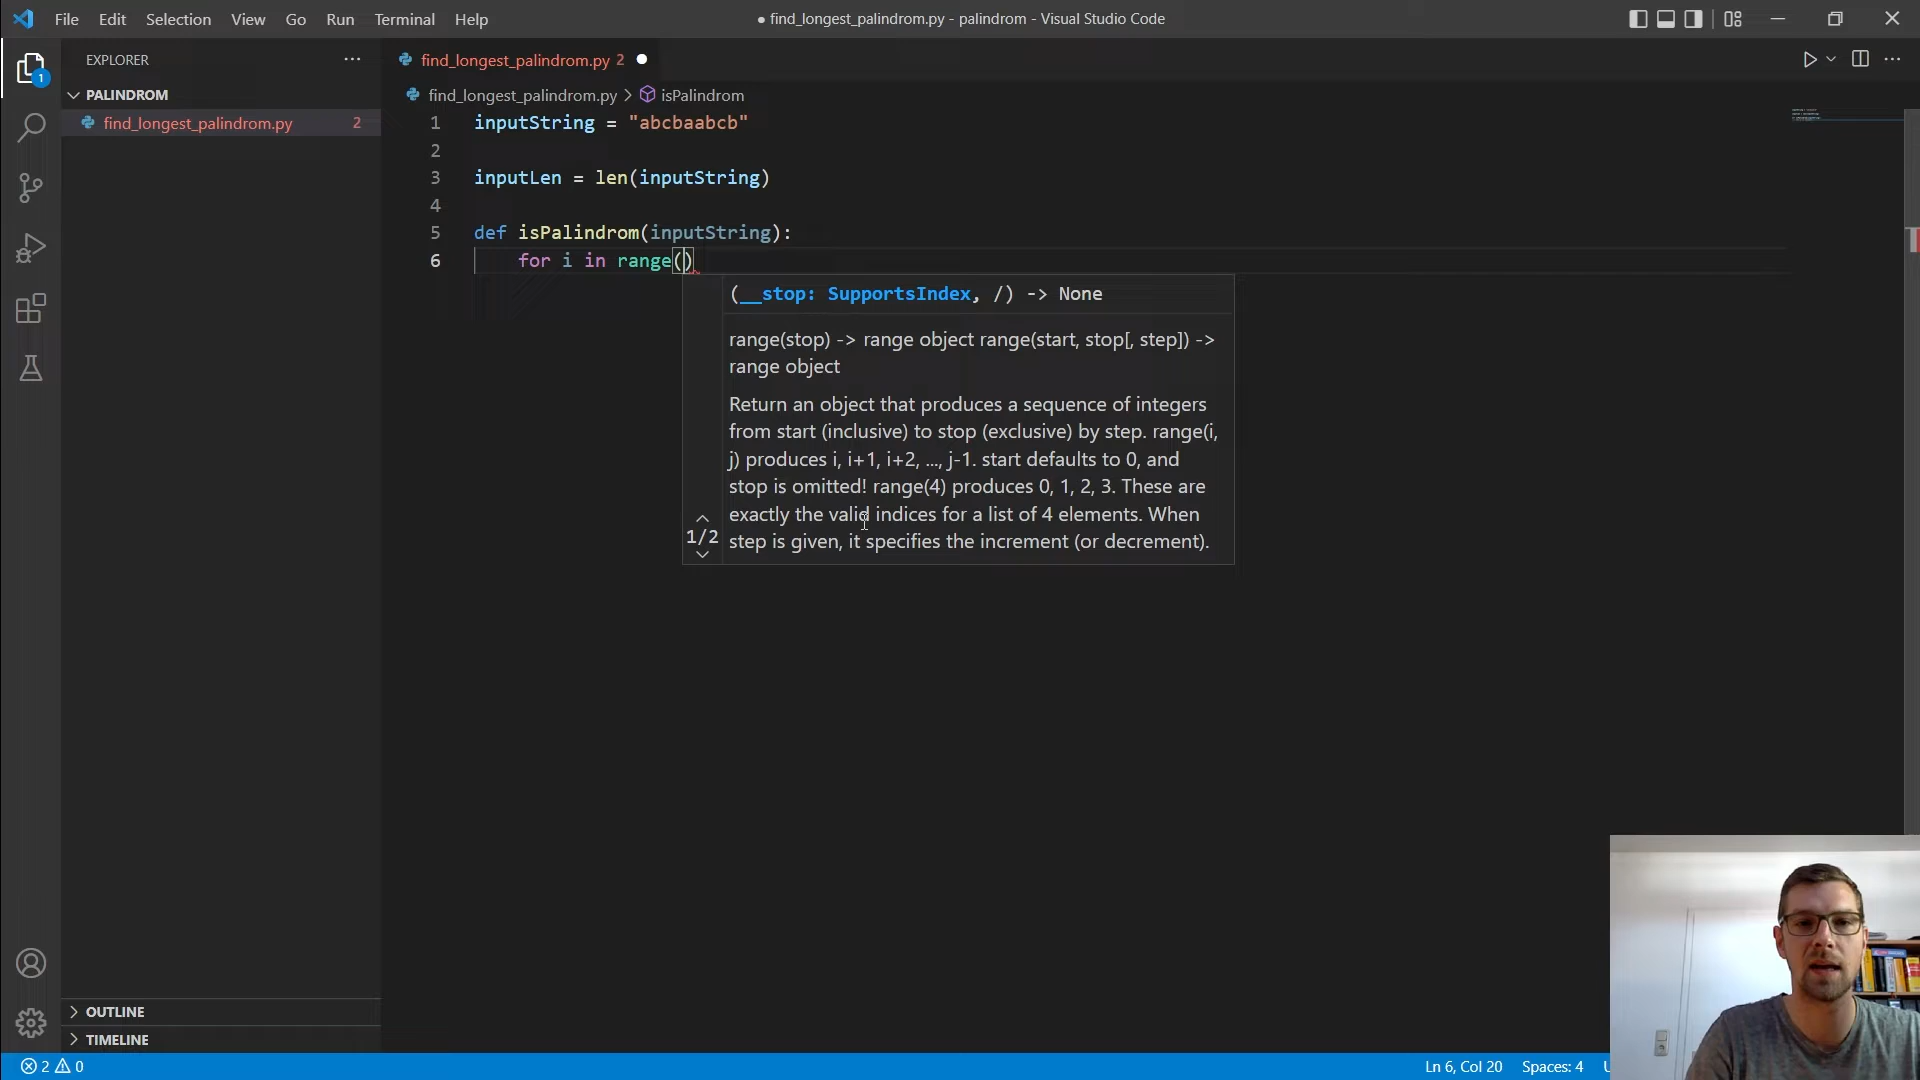 File Edit Selection View Go Run Terminal Help
● find_longest_palindrom.py - palindrom - Visual Studio Code
EXPLORER
PALINDROM
find_longest_palindrom.py 2
1
find_longest_palindrom.py 2
find_longest_palindrom.py > isPalindrom
1 inputString = "abcbaabcb"
2
3 inputLen = len(inputString)
4
5 def isPalindrom(inputString):
6 for i in range()
(__stop: SupportsIndex, /) -> None
range(stop) -> range object range(start, stop[, step]) ->
range object
Return an object that produces a sequence of integers
from start (inclusive) to stop (exclusive) by step. range(i,
j) produces i, i+1, i+2, ..., j-1. start defaults to 0, and
stop is omitted! range(4) produces 0, 1, 2, 3. These are
exactly the valid indices for a list of 4 elements. When
step is given, it specifies the increment (or decrement).
1/2
OUTLINE
TIMELINE
2 0
Ln 6, Col 20 Spaces: 4